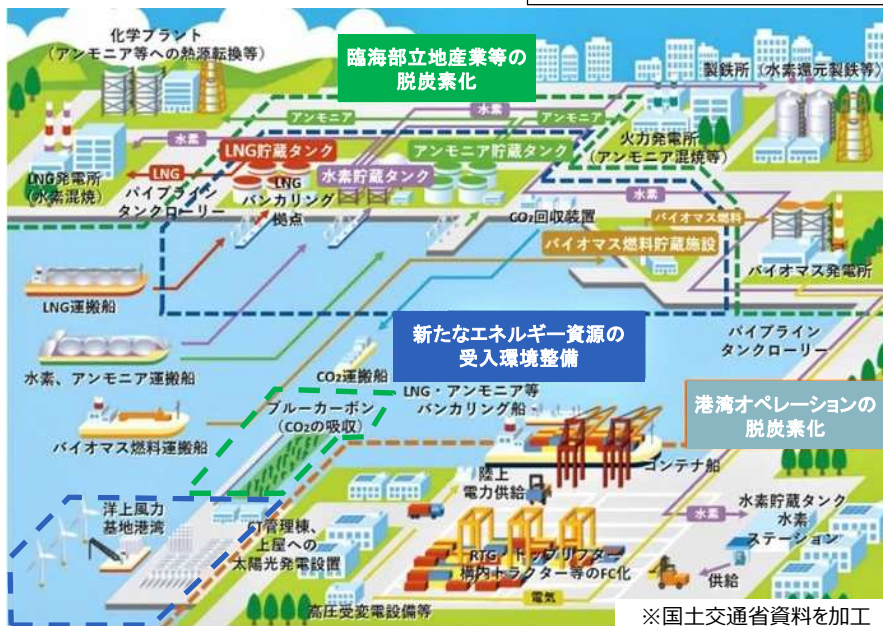 化学プラント
(アンモニア等への熱源転換等)
臨海部立地産業等の
脱炭素化
製鉄所(水素還元製鉄等)
アンモニア
水素
アンモニア
水素
LNG貯蔵タンク
アンモニア貯蔵タンク
火力発電所
(アンモニア混焼等)
LNG
LNG発電所
(水素混焼)
水素貯蔵タンク
パイプライン
タンクローリー
LNG
バンカリング
拠点
水素
CO₂回収装置
バイオマス燃料
バイオマス燃料貯蔵施設
バイオマス発電所
LNG運搬船
新たなエネルギー資源の
受入環境整備
パイプライン
タンクローリー
水素、アンモニア運搬船
CO₂運搬船
LNG・アンモニア等
バンカリング船
港湾オペレーションの
脱炭素化
ブルーカーボン
(CO₂の吸収)
バイオマス燃料運搬船
コンテナ船
陸上
電力供給
洋上風力
基地港湾
CT管理棟、
上屋への
太陽光発電設置
水素貯蔵タンク
水素
ステーション
水素
RTG・トップリフター
構内トラクター等のFC化
供給
電気
高圧受変電設備等
※国土交通省資料を加工